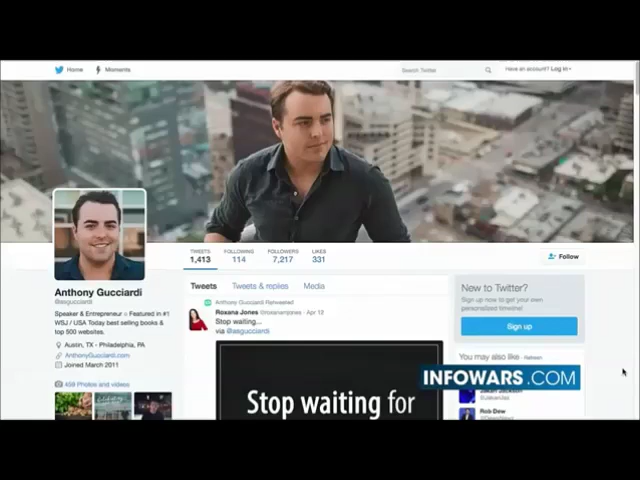 Home Moments Search Twitter Have an account? Log in
TWEETS FOLLOWING FOLLOWERS LIKES
1,413 114 7,217 331
Follow
Anthony Gucciardi
Speaker & Entrepreneur
Featured in #1
WSJ / USA Today best selling books &
top 500 websites.
Austin, TX - Philadelphia, PA
AnthonyGucciardi.com
Joined March 2011
459 Photos and videos
Tweets Tweets & replies Media
Anthony Gucciardi Retweeted
Roxana Jones
Apr 12
Stop waiting...
via
Stop waiting for
New to Twitter?
Sign up now to get your own
personalized timeline!
Sign up
You may also like
Refresh
INFOWARS.COM
Rob Dew